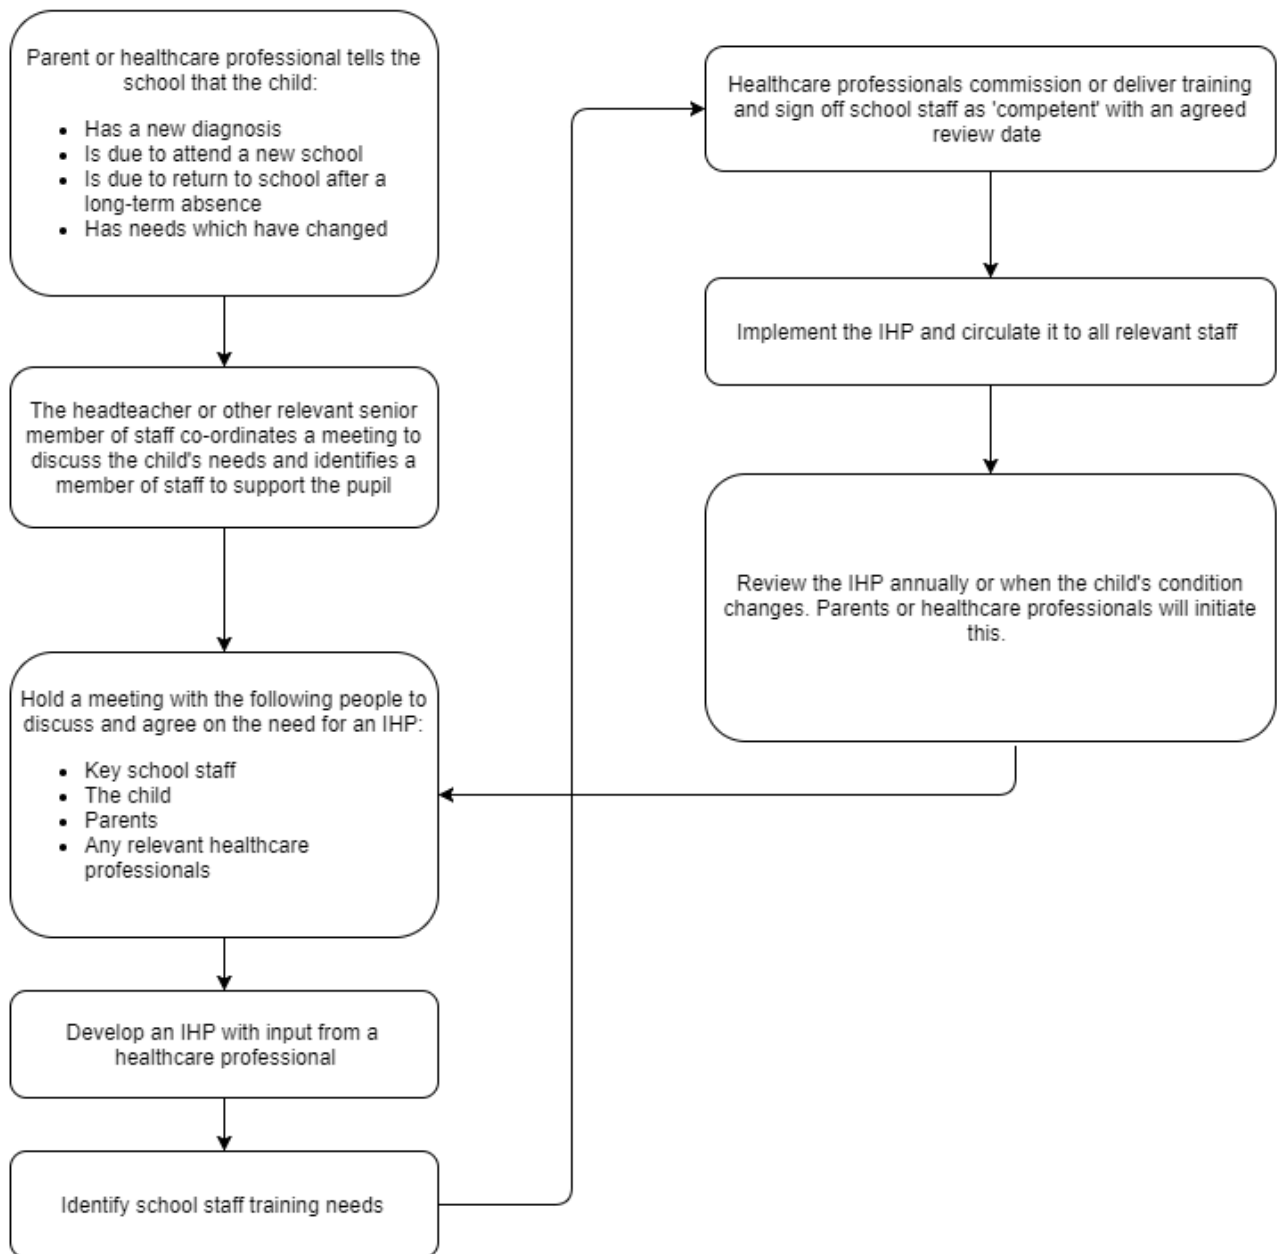 Parent or healthcare professional tells the
school that the child:
• Has a new diagnosis
• Is due to attend a new school
• Is due to return to school after a
long-term absence
• Has needs which have changed
The headteacher or other relevant senior
member of staff co-ordinates a meeting to
discuss the child's needs and identifies a
member of staff to support the pupil
Hold a meeting with the following people to
discuss and agree on the need for an IHP:
• Key school staff
• The child
• Parents
• Any relevant healthcare
professionals
Develop an IHP with input from a
healthcare professional
Identify school staff training needs
Healthcare professionals commission or deliver training
and sign off school staff as 'competent' with an agreed
review date
Implement the IHP and circulate it to all relevant staff
Review the IHP annually or when the child's condition
changes. Parents or healthcare professionals will initiate
this.